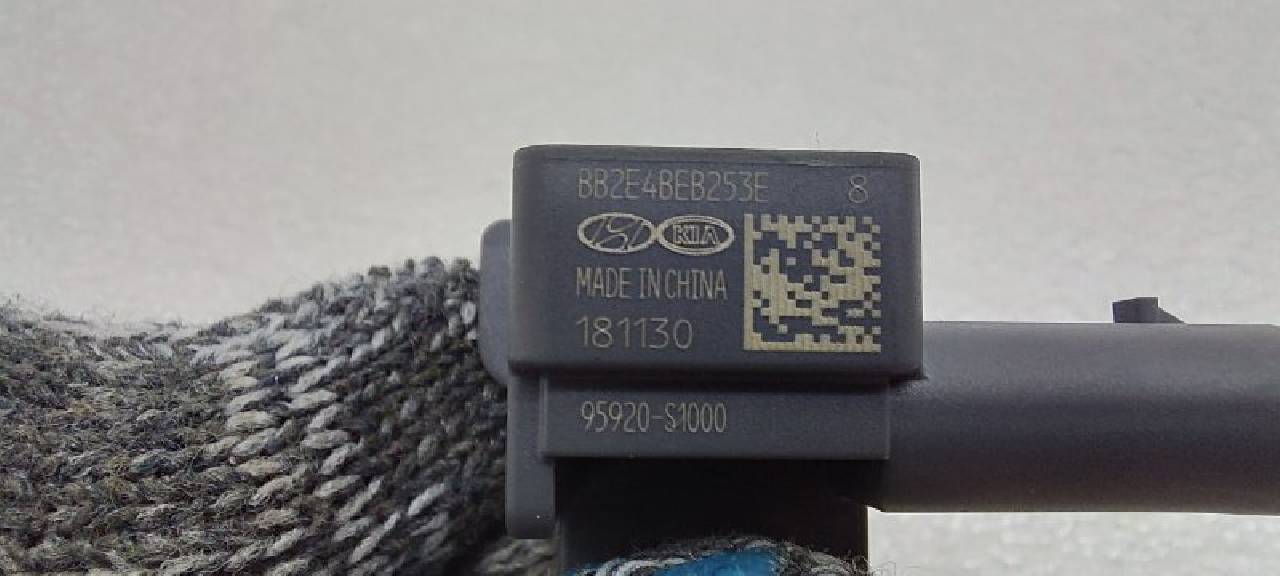 BB2E4BEB253E 8
KIA
MADE IN CHINA
181130
95920-S1000